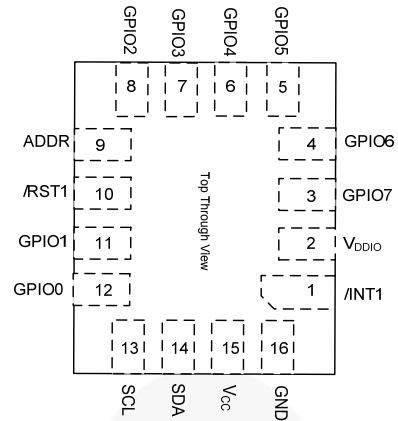 GPIO2
GPIO3
GPIO4
GPIO5
8
7
6
5
ADDR
9
4
GPIO6
/RST1
10
3
GPIO7
GPIO1
11
2
VDDIO
GPIO0
12
1
/INT1
Top Through View
13
14
15
16
SCL
SDA
VCC
GND